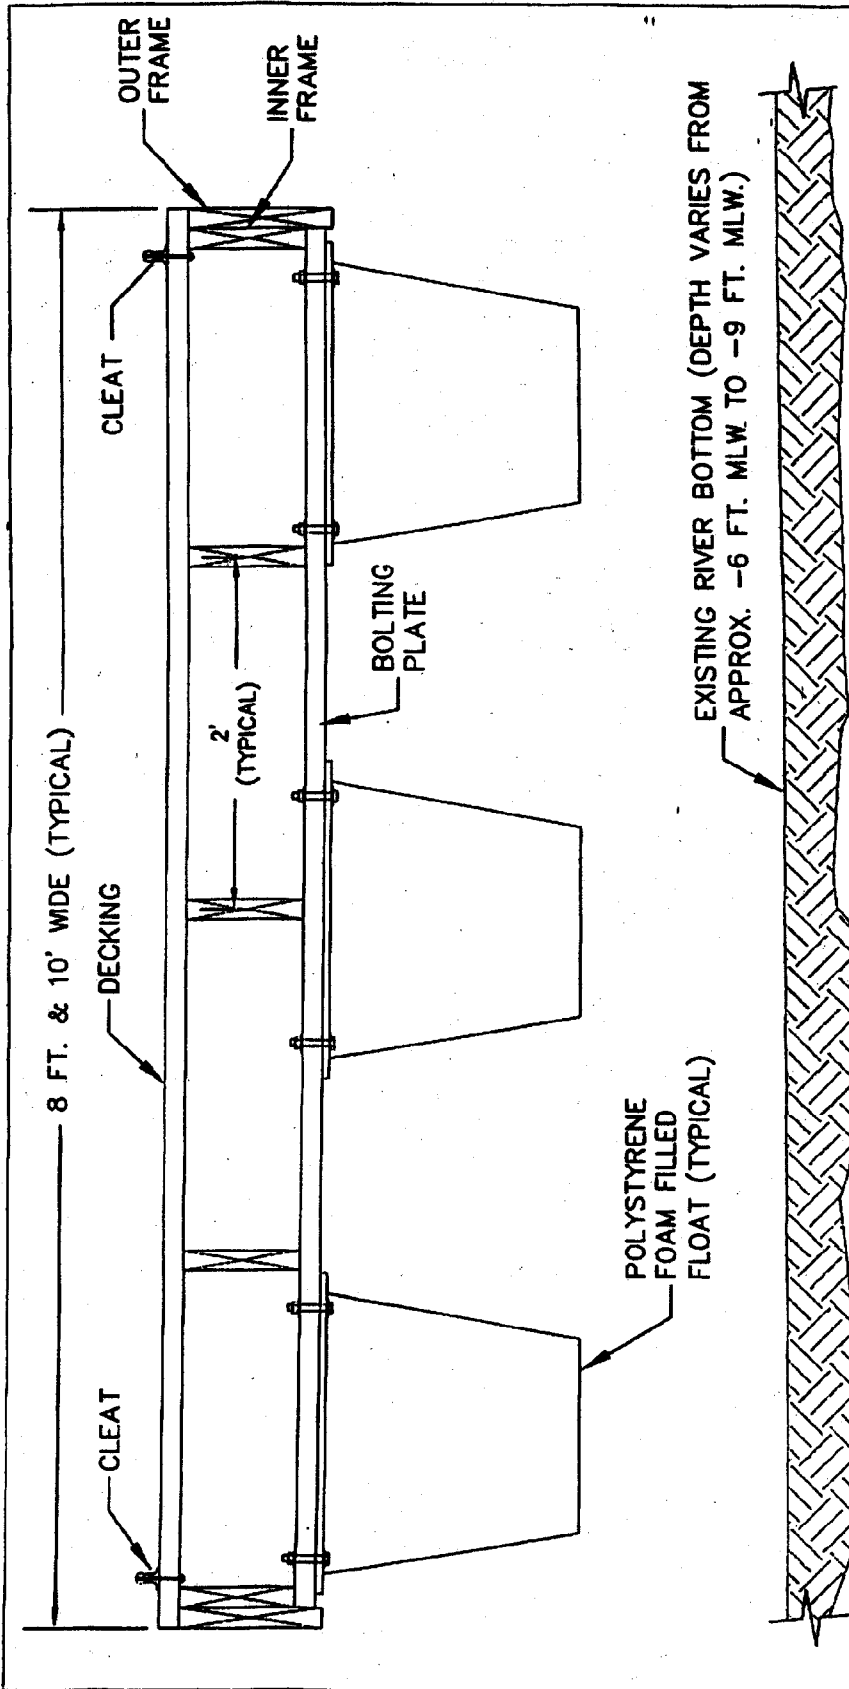 8 FT. & 10' WIDE (TYPICAL)
CLEAT
DECKING
CLEAT
OUTER
FRAME
INNER
FRAME
2'
(TYPICAL)
BOLTING
PLATE
POLYSTYRENE
FOAM FILLED
FLOAT (TYPICAL)
EXISTING RIVER BOTTOM (DEPTH VARIES FROM
APPROX. -6 FT. MLW TO -9 FT. MLW.)